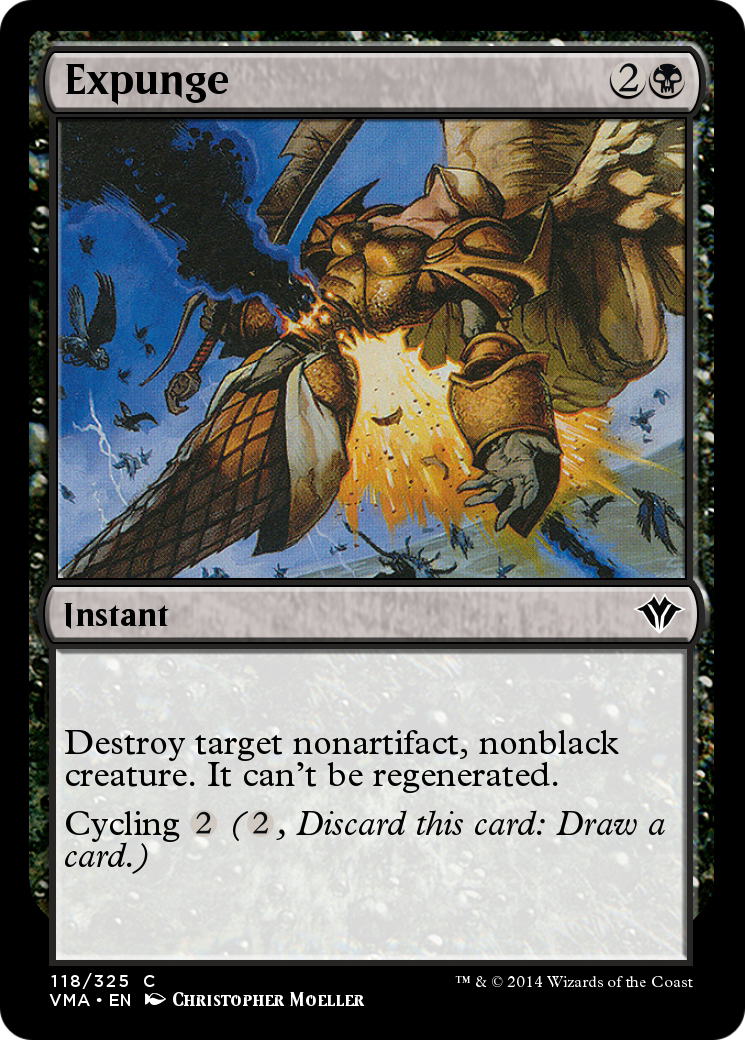 Expunge 2
Instant
Destroy target nonartifact, nonblack
creature. It can't be regenerated.
Cycling 2 (2, Discard this card: Draw a
card.)
118/325 C
VMA • EN Christopher Moeller
™ & © 2014 Wizards of the Coast